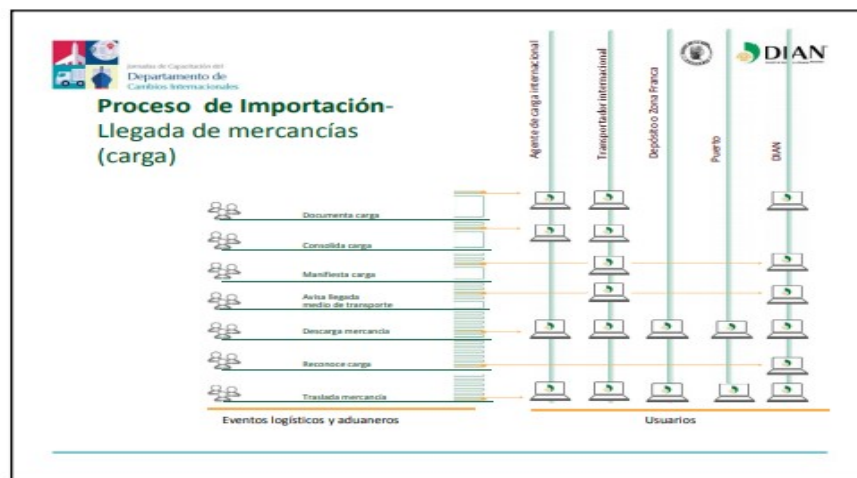 Jornadas de Capacitación del
Departamento de
Cambios Internacionales
DIAN
Proceso de Importación-
Llegada de mercancías
(carga)
Agente de carga internacional
Transportador internacional
Depósito o Zona Franca
Puerto
DIAN
Documenta carga
Consolida carga
Manifiesta carga
Avisa llegada
medio de transporte
Descarga mercancía
Reconoce carga
Traslada mercancía
Eventos logísticos y aduaneros
Usuarios